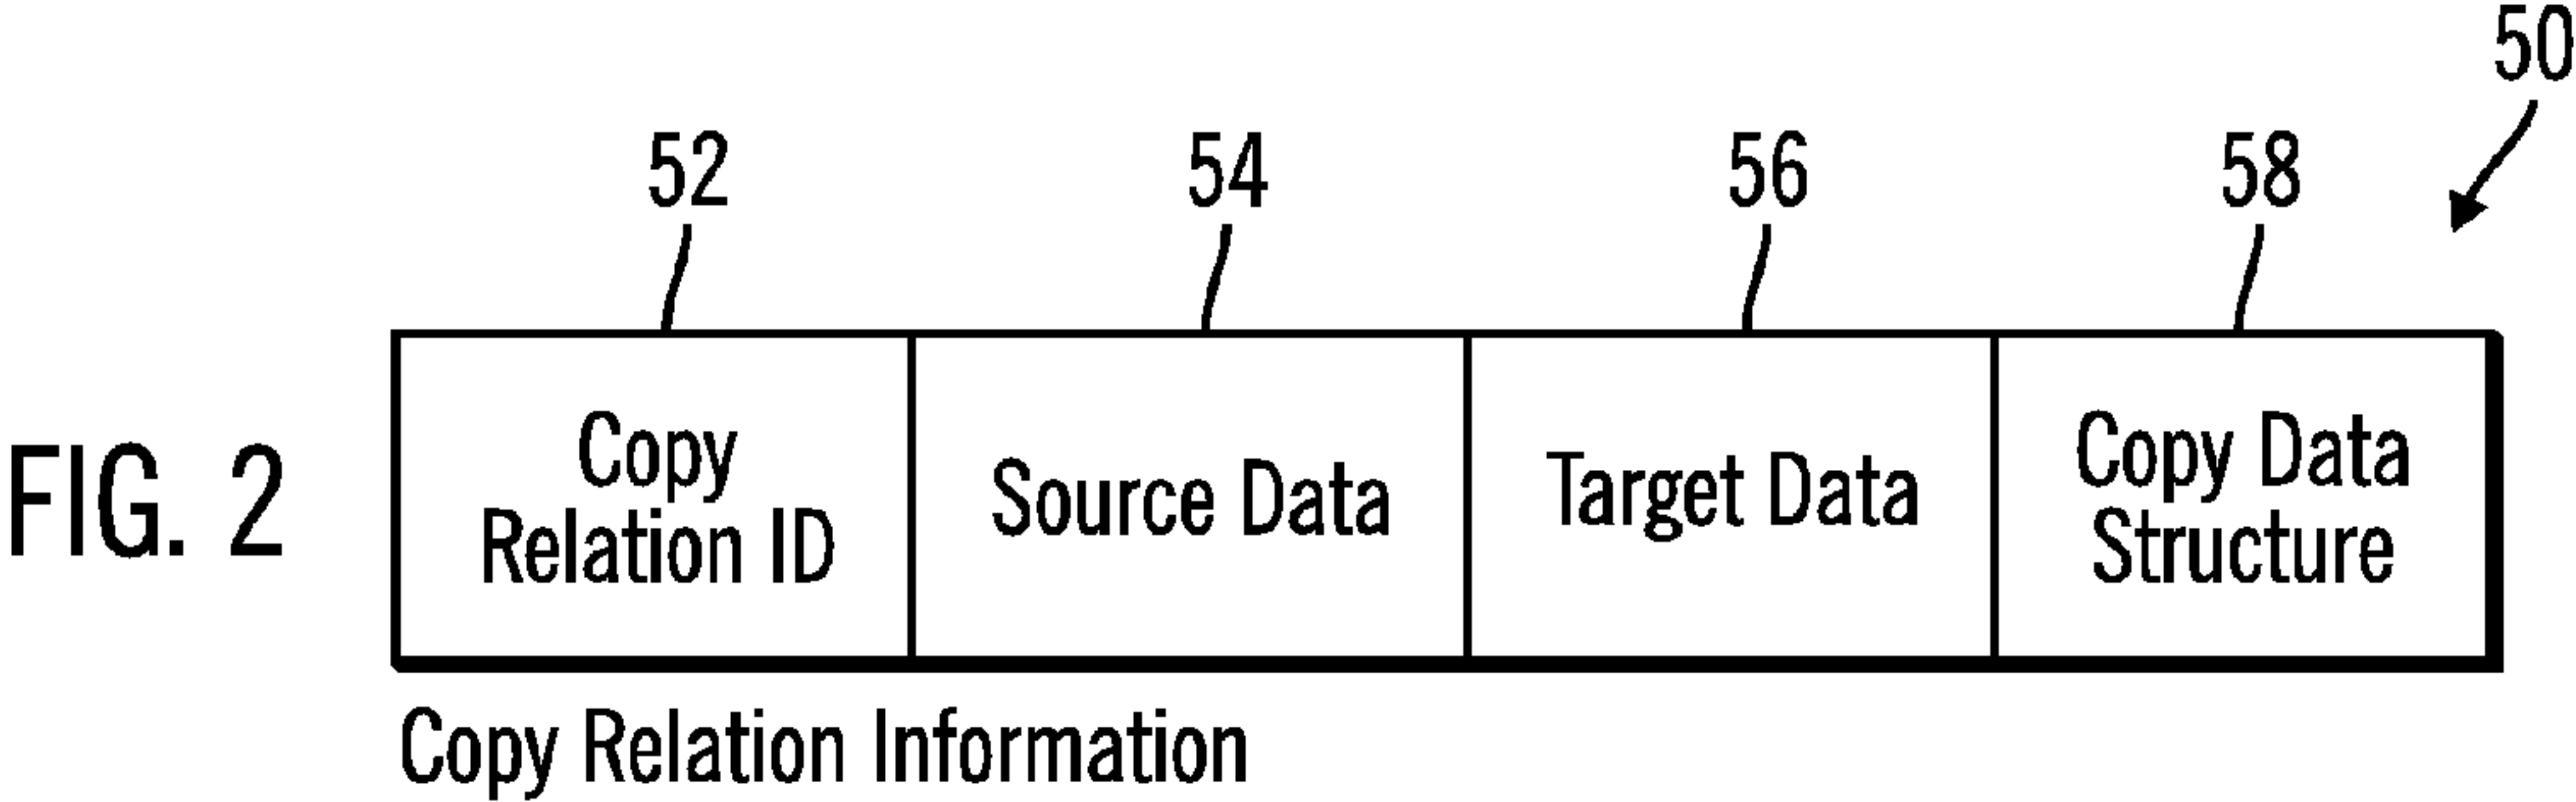 50
52 54 56 58
FIG. 2
Copy
Relation ID
Source Data
Target Data
Copy Data
Structure
Copy Relation Information